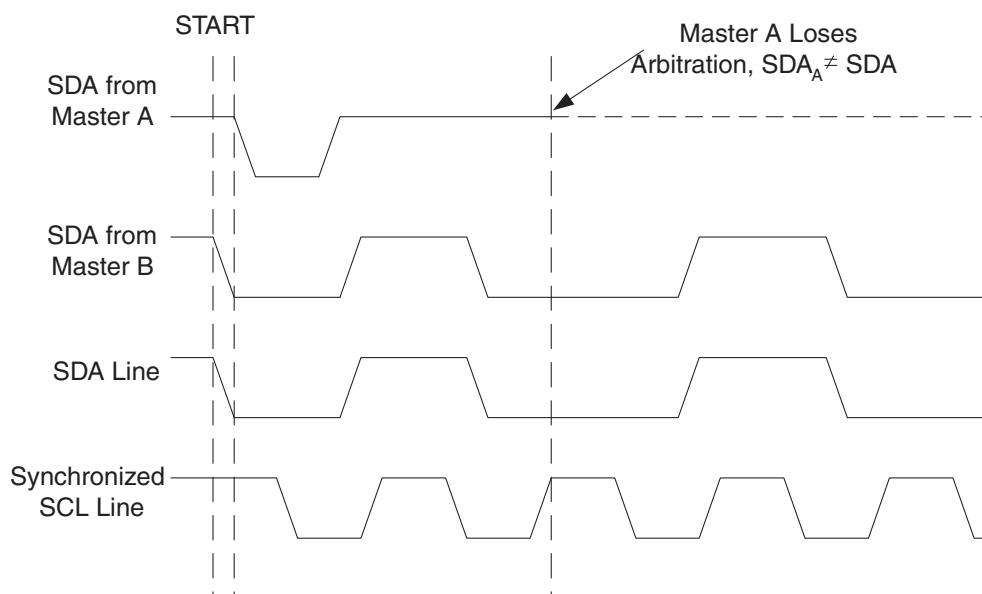 START
Master A Loses
Arbitration, SDA_A ≠ SDA
SDA from
Master A
SDA from
Master B
SDA Line
Synchronized
SCL Line